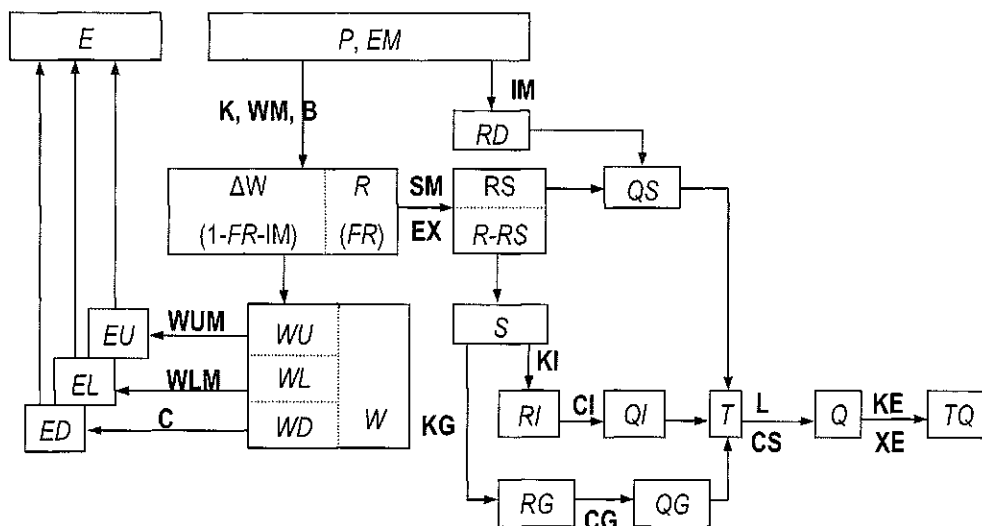 E
P, EM
IM
K, WM, B
RD
ΔW
R
SM
RS
QS
(1-FR-IM)
(FR)
EX
R-RS
EU
WUM
WU
S
KI
EL
WLM
WL
RI
CI
QI
T
L
Q
KE
TQ
ED
C
WD
W
KG
CS
XE
RG
CG
QG